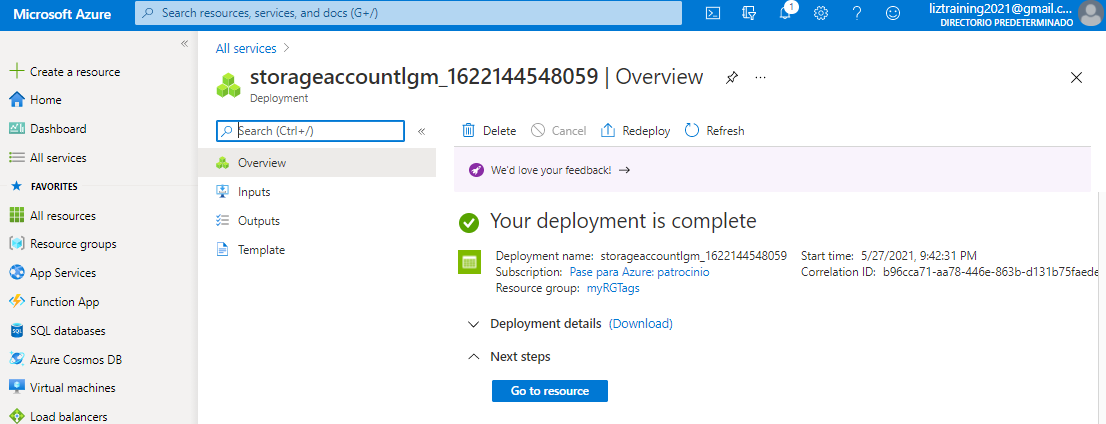 Microsoft Azure
Search resources, services, and docs (G+/)
1
liztraining2021@gmail.c...
DIRECTORIO PREDETERMINADO
Create a resource
Home
Dashboard
All services
FAVORITES
All resources
Resource groups
App Services
Function App
SQL databases
Azure Cosmos DB
Virtual machines
Load balancers
All services
storageaccountlgm_1622144548059 | Overview
Deployment
Search (Ctrl+/)
Overview
Inputs
Outputs
Template
Delete Cancel Redeploy Refresh
We'd love your feedback! →
Your deployment is complete
Deployment name: storageaccountlgm_1622144548059 Start time: 5/27/2021, 9:42:31 PM
Subscription: Pase para Azure: patrocinio Correlation ID: b96cca71-aa78-446e-863b-d131b75faede
Resource group: myRGTags
Deployment details (Download)
Next steps
Go to resource